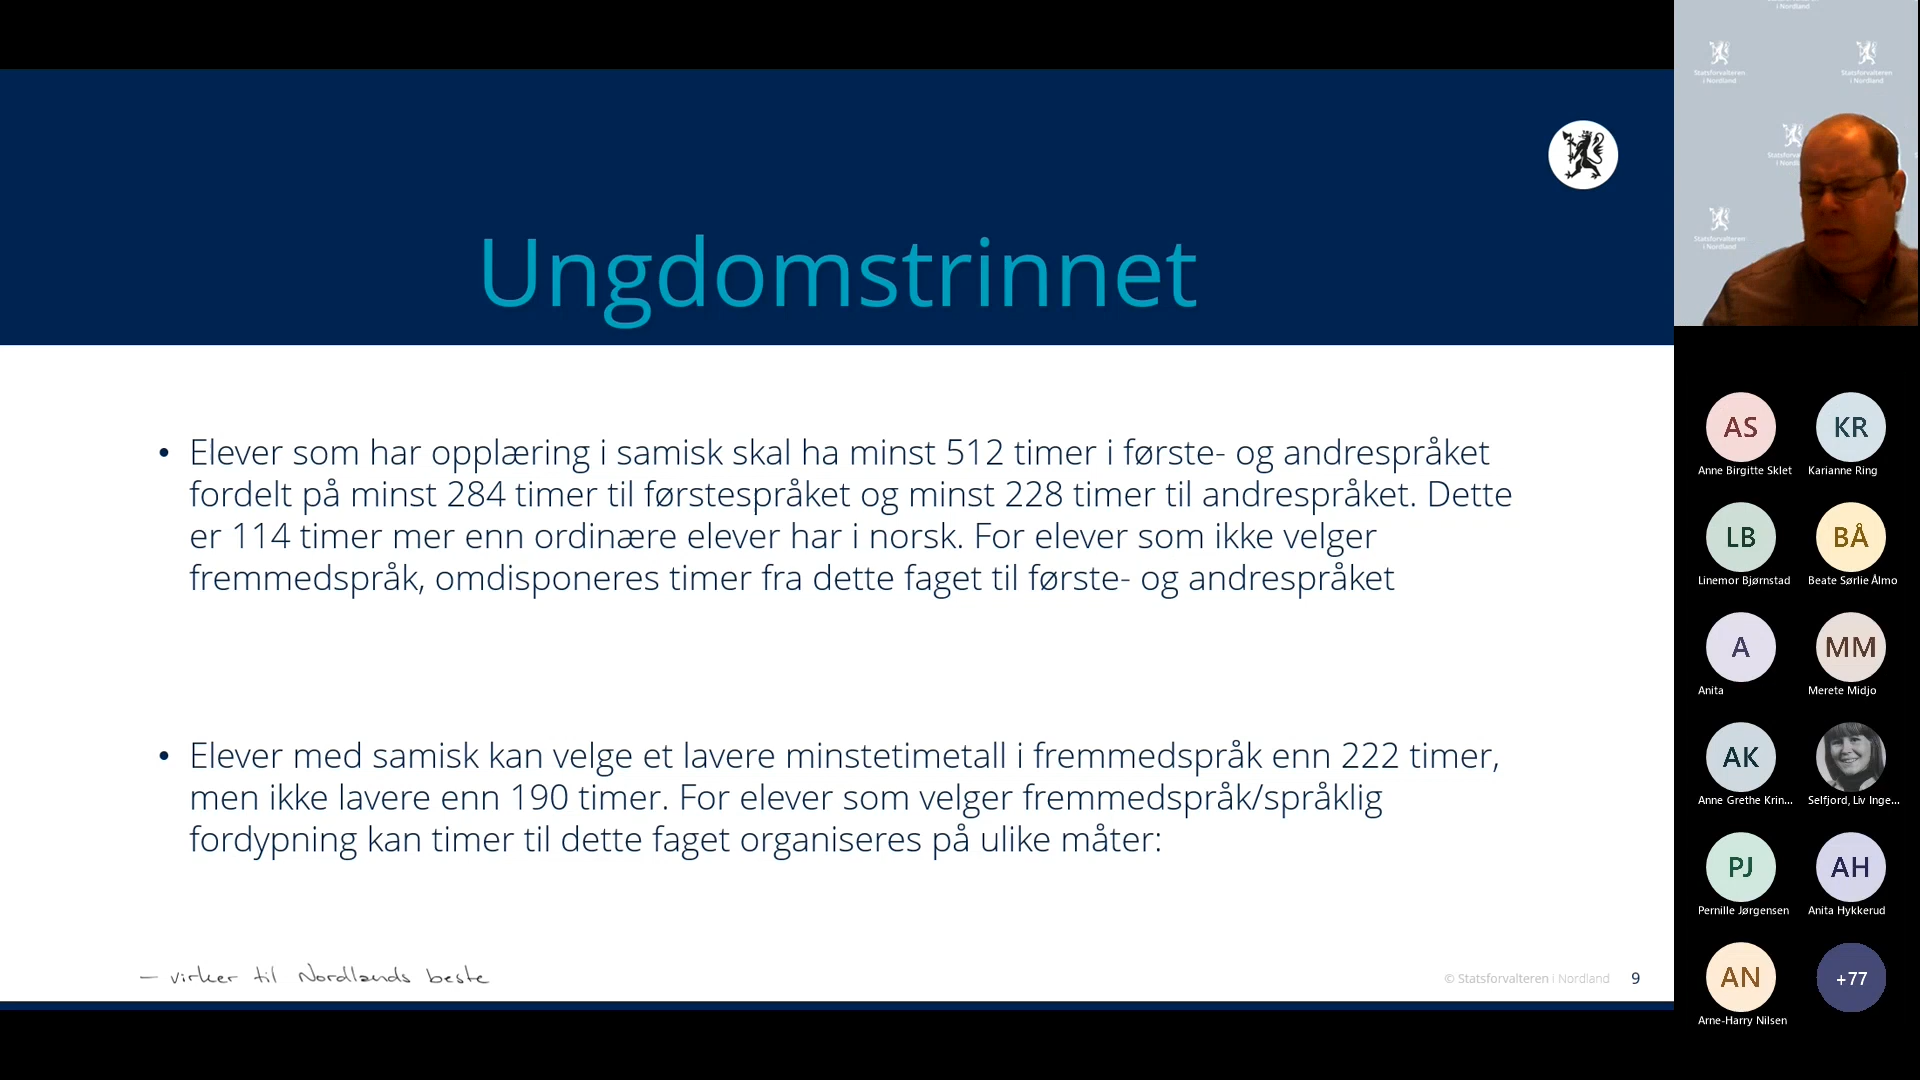 Ungdomstrinnet
• Elever som har opplæring i samisk skal ha minst 512 timer i første- og andrespråket
fordelt på minst 284 timer til førstespråket og minst 228 timer til andrespråket. Dette
er 114 timer mer enn ordinære elever har i norsk. For elever som ikke velger
fremmedspråk, omdisponeres timer fra dette faget til første- og andrespråket
• Elever med samisk kan velge et lavere minstetimetall i fremmedspråk enn 222 timer,
men ikke lavere enn 190 timer. For elever som velger fremmedspråk/språklig
fordypning kan timer til dette faget organiseres på ulike måter:
– virker til Nordlands beste
© Statsforvalteren i Nordland 9
i Nordland
Statsforvalteren
i Nordland
Statsforvalteren
i Nordland
Statsforvalteren
i Nordland
AS KR
Anne Birgitte Sklet Karianne Ring
LB BÅ
Linemor Bjørnstad Beate Sørlie Ålmo
A MM
Anita Merete Midjo
AK
Anne Grethe Krin... Selfjord, Liv Inge...
PJ AH
Pernille Jørgensen Anita Hykkerud
AN +77
Arne-Harry Nilsen